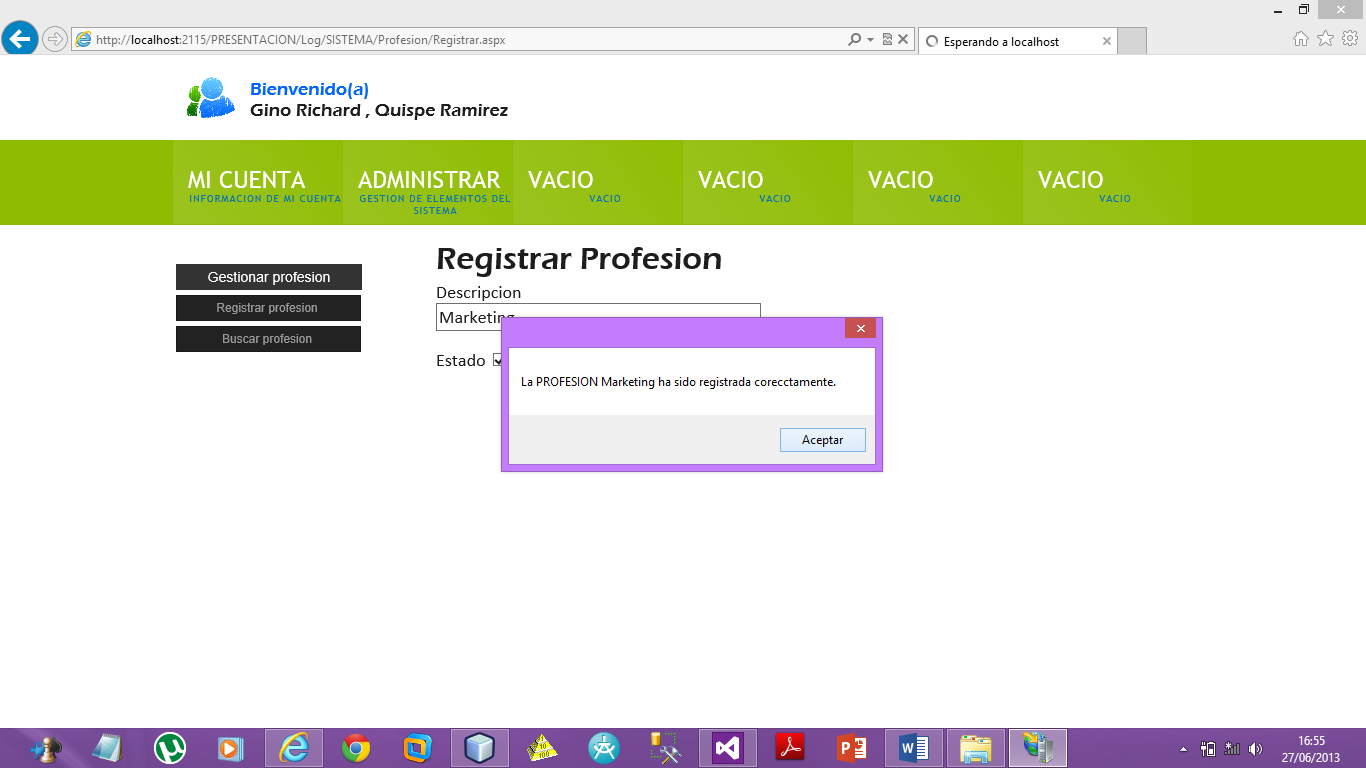 http://localhost:2115/PRESENTACION/Log/SISTEMA/Profesion/Registrar.aspx
Esperando a localhost
Bienvenido(a)
Gino Richard , Quispe Ramirez
MI CUENTA
INFORMACION DE MI CUENTA
ADMINISTRAR
GESTION DE ELEMENTOS DEL
SISTEMA
VACIO
VACIO
VACIO
VACIO
VACIO
VACIO
VACIO
VACIO
Gestionar profesion
Registrar profesion
Buscar profesion
Registrar Profesion
Descripcion
Marketing
Estado
La PROFESION Marketing ha sido registrada corecctamente.
Aceptar
16:55
27/06/2013